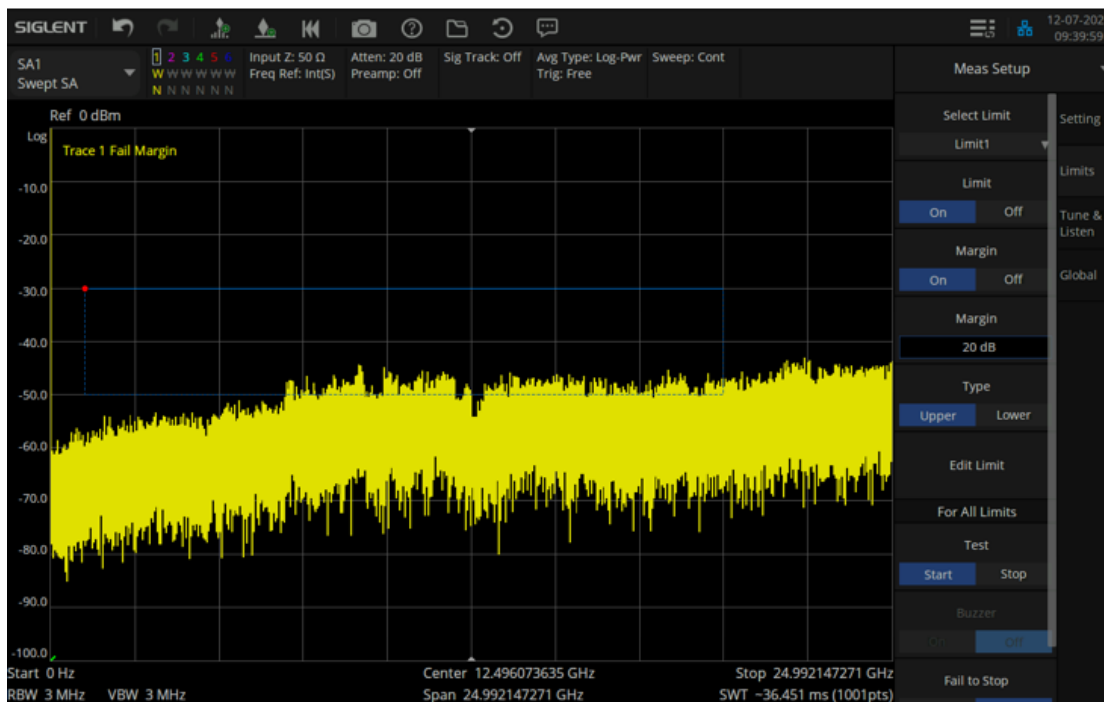 SIGLENT
12-07-202
09:39:59
SA1
Swept SA
1 2 3 4 5 6
W W W W W W
N N N N N N
Input Z: 50 Ω
Freq Ref: Int(S)
Atten: 20 dB
Preamp: Off
Sig Track: Off
Avg Type: Log-Pwr
Trig: Free
Sweep: Cont
Meas Setup
Ref 0 dBm
Log
Trace 1 Fail Margin
-10.0
-20.0
-30.0
-40.0
-50.0
-60.0
-70.0
-80.0
-90.0
-100.0
Start 0 Hz
Center 12.496073635 GHz
Stop 24.992147271 GHz
RBW 3 MHz VBW 3 MHz
Span 24.992147271 GHz
SWT ~36.451 ms (1001pts)
Select Limit
Limit1
Limit
On Off
Margin
On Off
Margin
20 dB
Type
Upper Lower
Edit Limit
For All Limits
Test
Start Stop
Buzzer
On Off
Fail to Stop
Setting
Limits
Tune &
Listen
Global